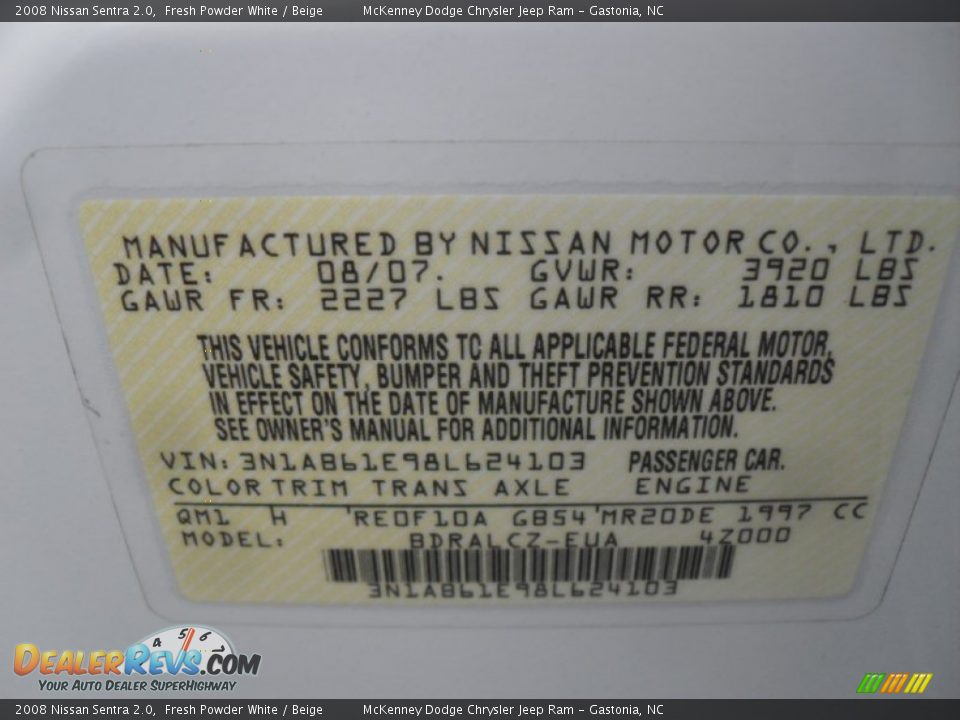 2008 Nissan Sentra 2.0, Fresh Powder White / Beige McKenney Dodge Chrysler Jeep Ram - Gastonia, NC
MANUFACTURED BY NISSAN MOTOR CO., LTD.
DATE: 08/07. GVWR: 3920 LBS
GAWR FR: 2227 LBS GAWR RR: 1810 LBS
THIS VEHICLE CONFORMS TO ALL APPLICABLE FEDERAL MOTOR,
VEHICLE SAFETY, BUMPER AND THEFT PREVENTION STANDARDS
IN EFFECT ON THE DATE OF MANUFACTURE SHOWN ABOVE.
SEE OWNER'S MANUAL FOR ADDITIONAL INFORMATION.
VIN: 3N1AB61E98L624103 PASSENGER CAR.
COLOR TRIM TRANS AXLE ENGINE
QM1 H 'RE0F10A GB54 'MR20DE 1997 CC
MODEL: BDRALCZ-EUA 4Z000
3N1AB61E98L624103
4 5 6 7
DEALERREVS.COM
YOUR AUTO DEALER SUPERHIGHWAY
2008 Nissan Sentra 2.0, Fresh Powder White / Beige McKenney Dodge Chrysler Jeep Ram - Gastonia, NC